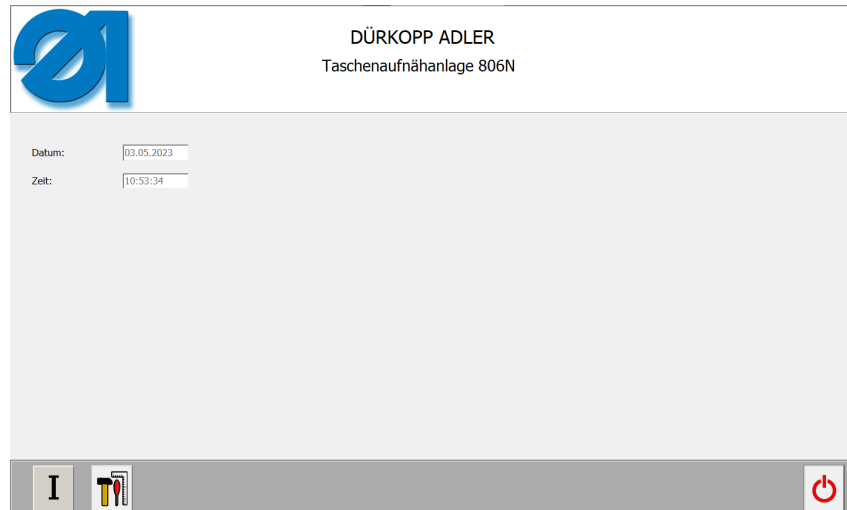 DÜRKOPP ADLER
Taschenaufnähanlage 806N
Datum: 03.05.2023
Zeit: 10:53:34
I